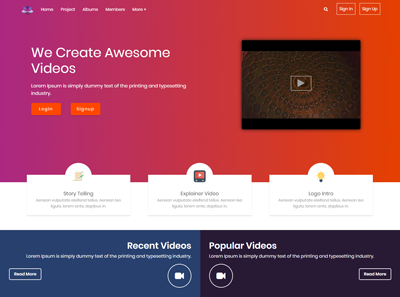 Home Project Albums Members More
Sign In Sign Up
We Create Awesome
Videos
Lorem Ipsum is simply dummy text of the printing and typesetting
industry.
Login Signup
Story Telling
Aenean vulputate eleifend tellus. Aenean leo
ligula, lorem ante, dapibus in
Explainer Video
Aenean vulputate eleifend tellus. Aenean leo
ligula, lorem ante, dapibus in
Logo Intro
Aenean vulputate eleifend tellus. Aenean leo
ligula, lorem ante, dapibus in
Recent Videos
Lorem Ipsum is simply dummy text of the printing and typesetting industry.
Read More
Popular Videos
Lorem Ipsum is simply dummy text of the printing and typesetting industry.
Read More